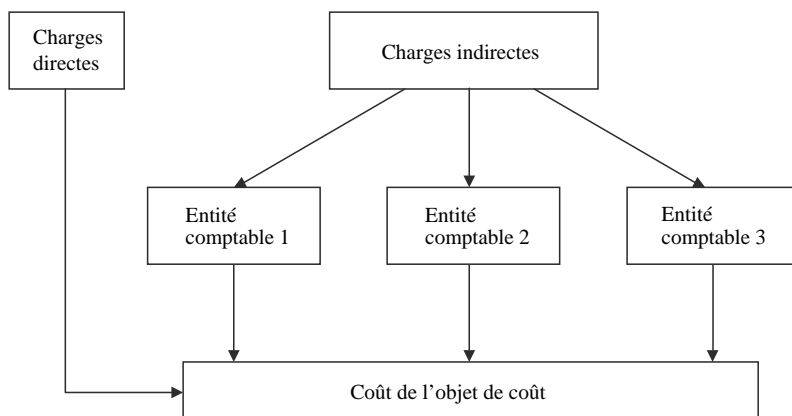 Charges
directes
Charges indirectes
Entité
comptable 1
Entité
comptable 2
Entité
comptable 3
Coût de l’objet de coût